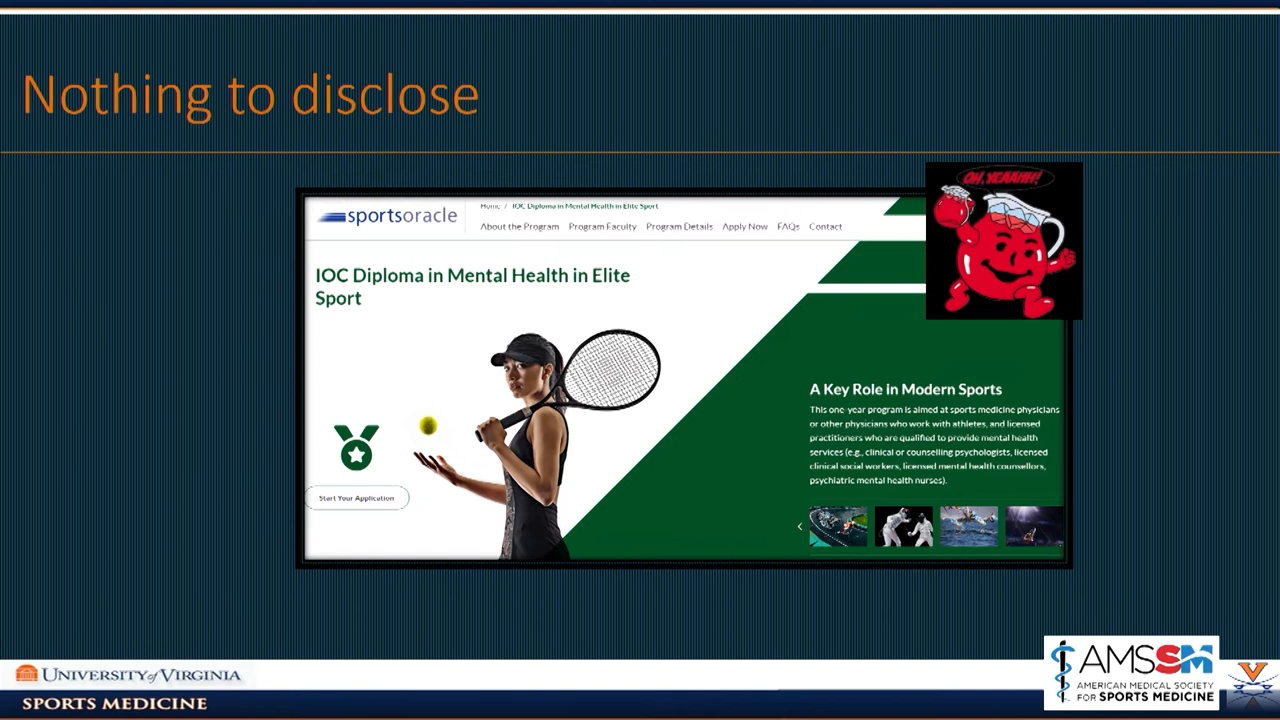 Nothing to disclose
OH, YEAAHH!
sportsoracle
Home / IOC Diploma in Mental Health in Elite Sport
About the Program Program Faculty Program Details Apply Now FAQs Contact
IOC Diploma in Mental Health in Elite
Sport
Start Your Application
A Key Role in Modern Sports
This one-year program is aimed at sports medicine physicians
or other physicians who work with athletes, and licensed
practitioners who are qualified to provide mental health
services (e.g., clinical or counselling psychologists, licensed
clinical social workers, licensed mental health counsellors,
psychiatric mental health nurses).
UNIVERSITY of VIRGINIA
SPORTS MEDICINE
AMSSM
AMERICAN MEDICAL SOCIETY
FOR SPORTS MEDICINE